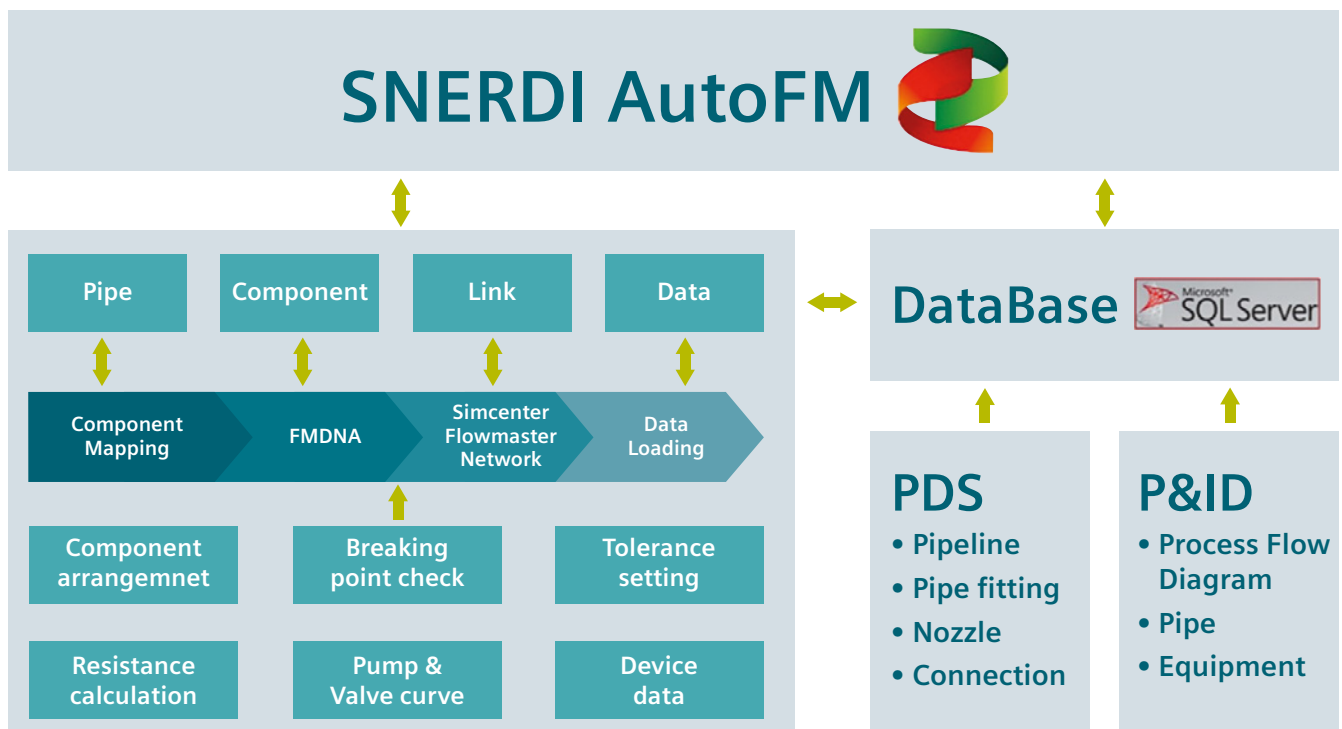 SNERDI AutoFM
Pipe
Component
Link
Data
Component
Mapping
FMDNA
Simcenter
Flowmaster
Network
Data
Loading
Component
arrangemnet
Breaking
point check
Tolerance
setting
Resistance
calculation
Pump &
Valve curve
Device
data
DataBase
Microsoft®
SQL Server
PDS
• Pipeline
• Pipe fitting
• Nozzle
• Connection
P&ID
• Process Flow
Diagram
• Pipe
• Equipment